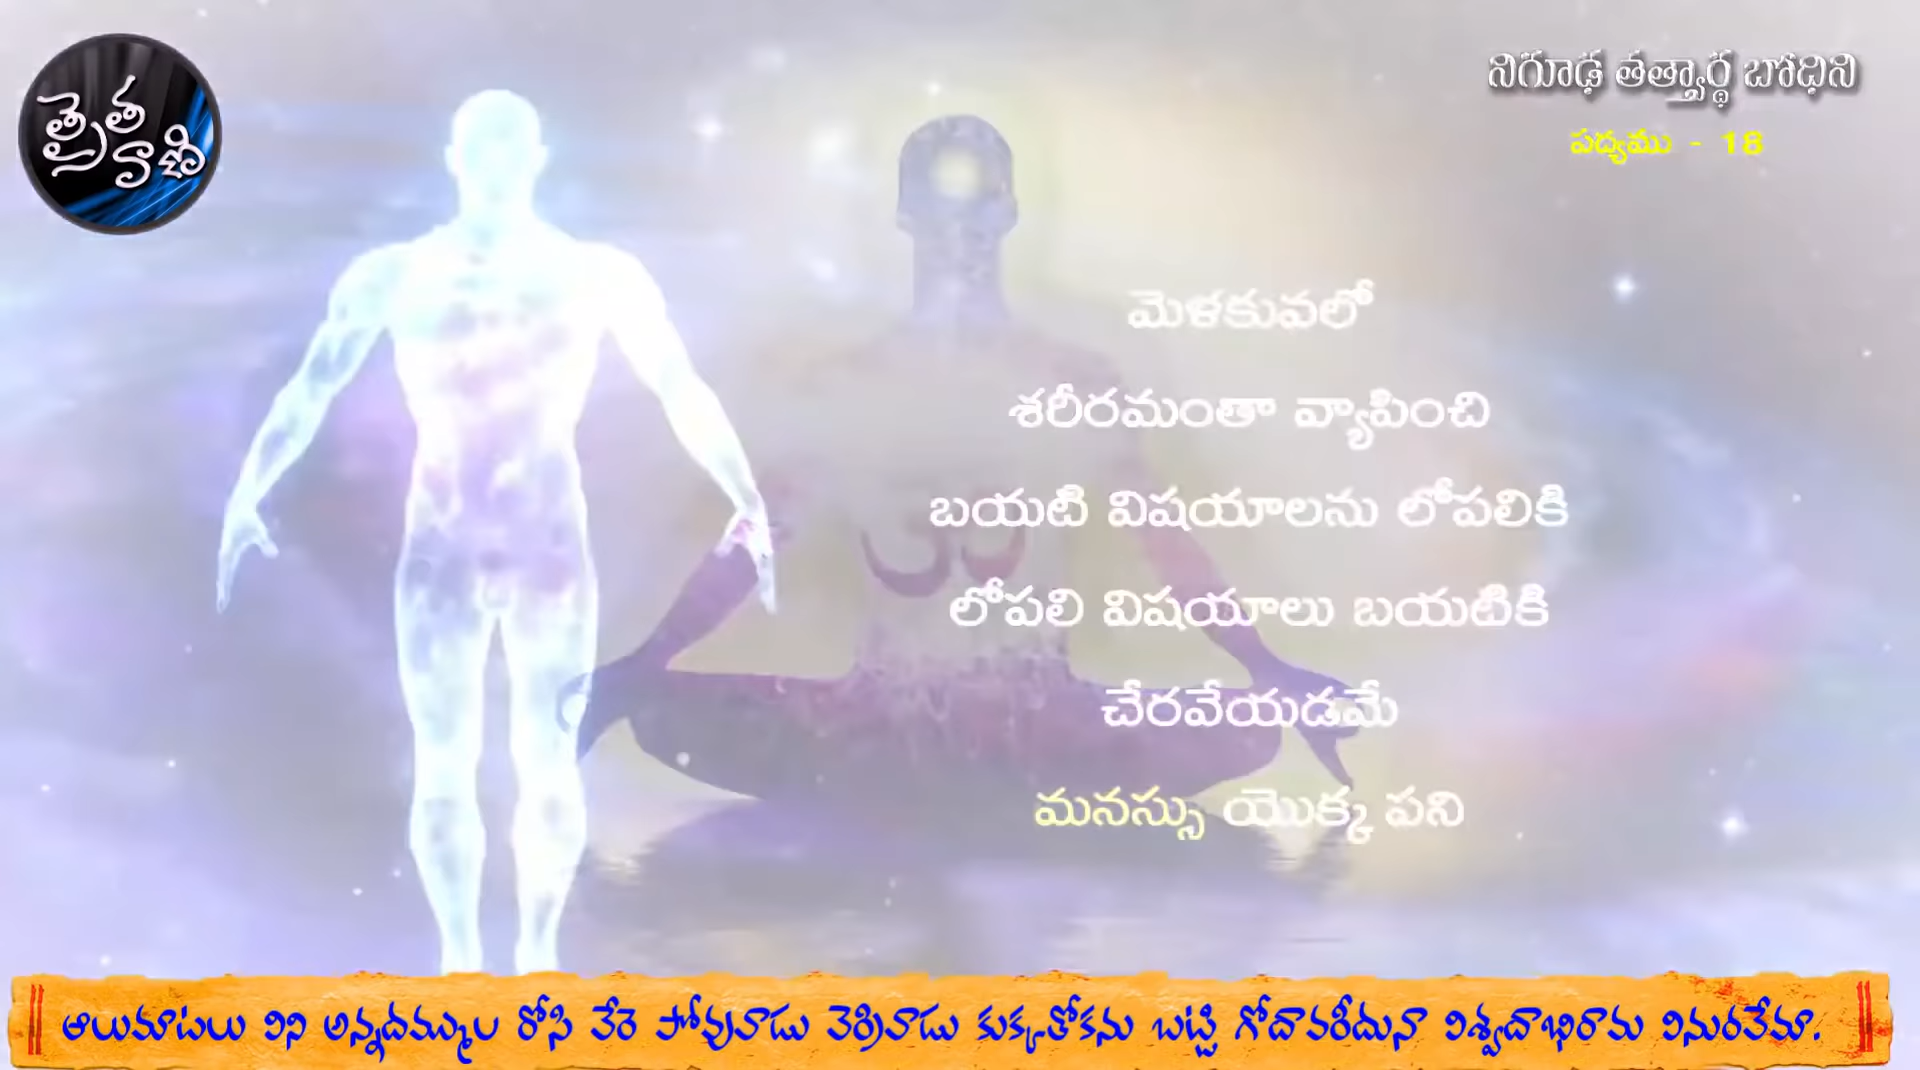 త్రైత
వాణి
నిగూఢ తత్త్వార్థ బోధిని
పద్యము - 18
మెళకువలో
శరీరమంతా వ్యాపించి
బయటి విషయాలను లోపలికి
లోపలి విషయాలు బయటికి
చేరవేయడమే
మనస్సు యొక్క పని
|| ఆలుమాటలు విని అన్నదమ్ముల రోసి వేరె పోవువాడు వెర్రివాడు కుక్కతోకను బట్టి గోదావరీదునా విశ్వదాభిరామ వినురవేమా. ||